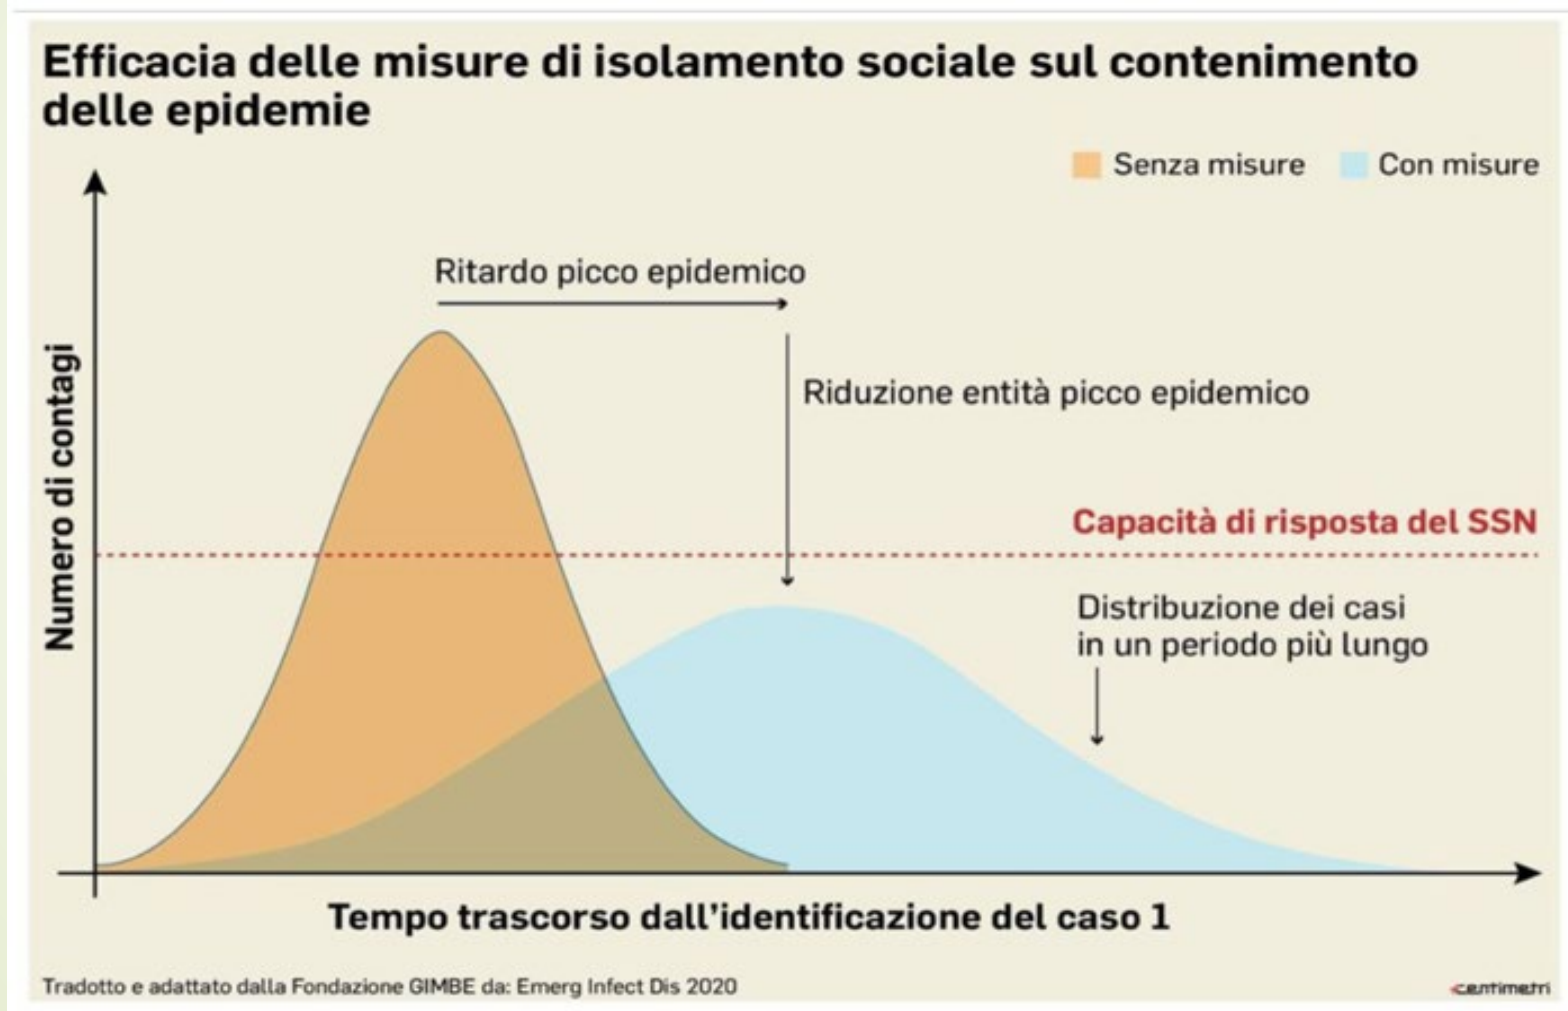 Efficacia delle misure di isolamento sociale sul contenimento
delle epidemie
Senza misure
Con misure
Ritardo picco epidemico
Riduzione entità picco epidemico
Numero di contagi
Capacità di risposta del SSN
Distribuzione dei casi
in un periodo più lungo
Tempo trascorso dall'identificazione del caso 1
Tradotto e adattato dalla Fondazione GIMBE da: Emerg Infect Dis 2020
centimetri